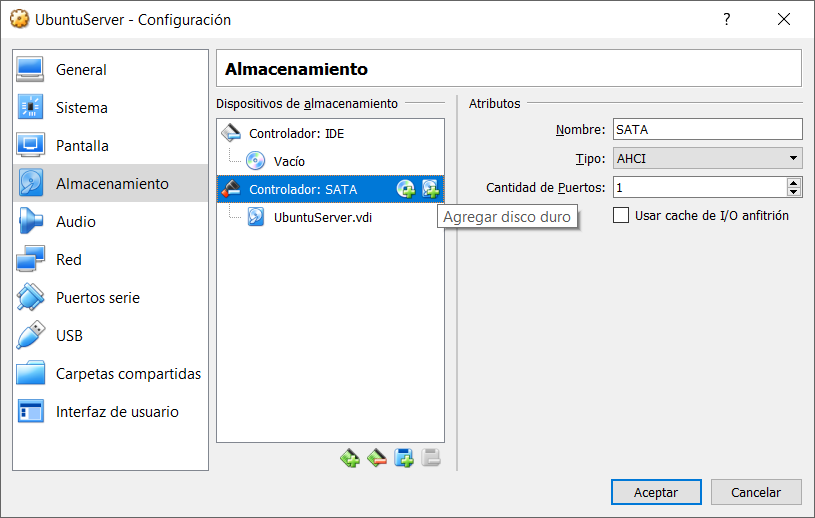 UbuntuServer - Configuración
?
General
Sistema
Pantalla
Almacenamiento
Audio
Red
Puertos serie
USB
Carpetas compartidas
Interfaz de usuario
Almacenamiento
Dispositivos de almacenamiento
Controlador: IDE
Vacío
Controlador: SATA
UbuntuServer.vdi
Agregar disco duro
Atributos
Nombre: SATA
Tipo: AHCI
Cantidad de Puertos: 1
Usar cache de I/O anfitrión
Aceptar
Cancelar